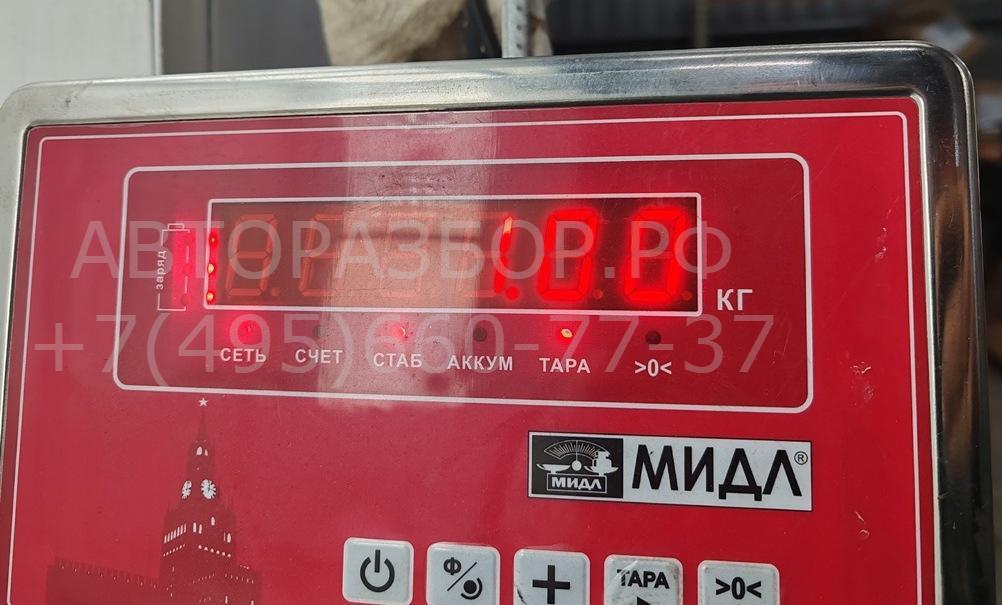 АВТОРАЗБОР.РФ
+7(495)660-77-37
заряд
1.00
КГ
СЕТЬ СЧЕТ СТАБ АККУМ ТАРА >0<
МИДЛ МИДЛ®
Ф + ТАРА >0<